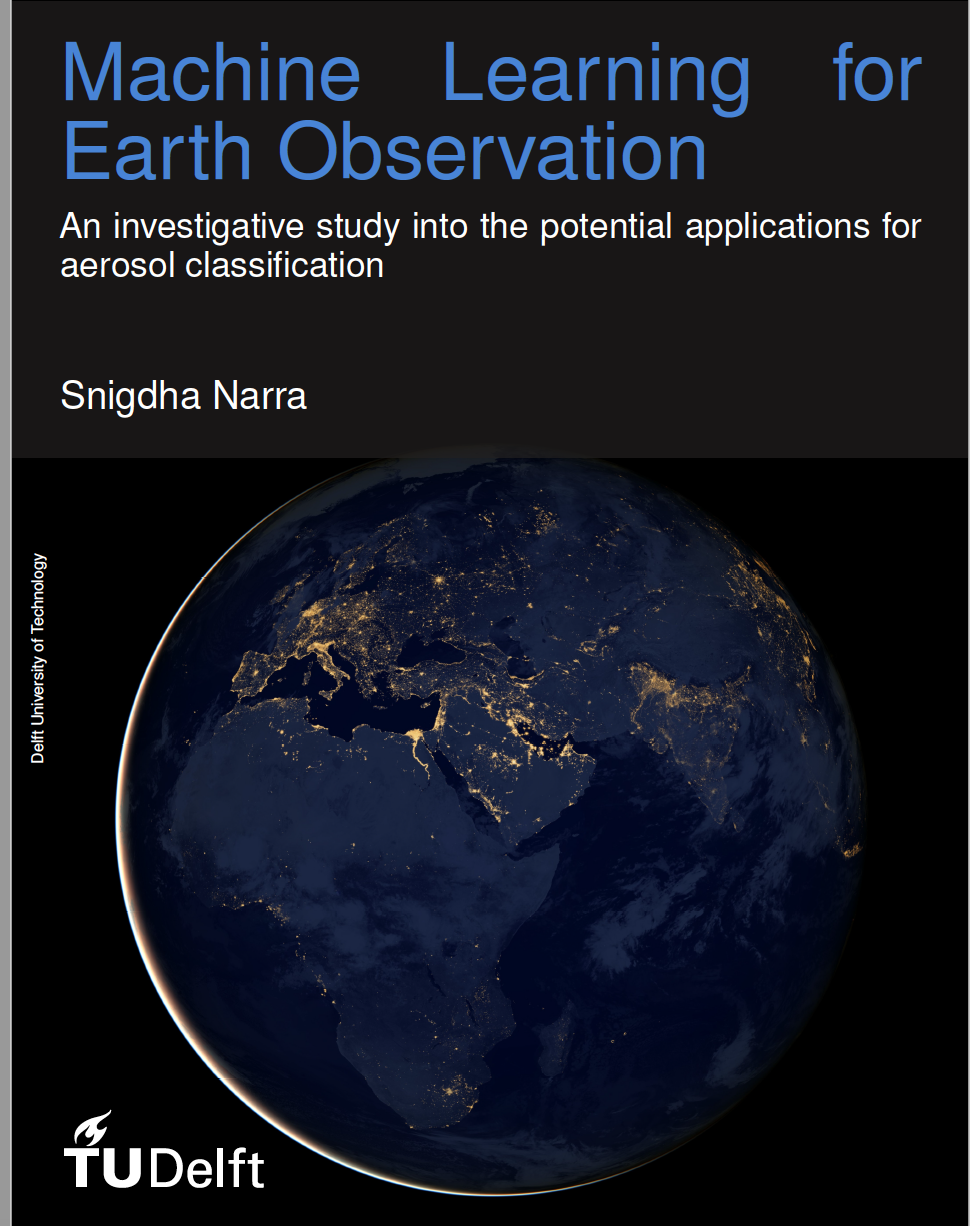 Machine Learning for
Earth Observation
An investigative study into the potential applications for
aerosol classification
Snigdha Narra
Delft University of Technology
TUDelft